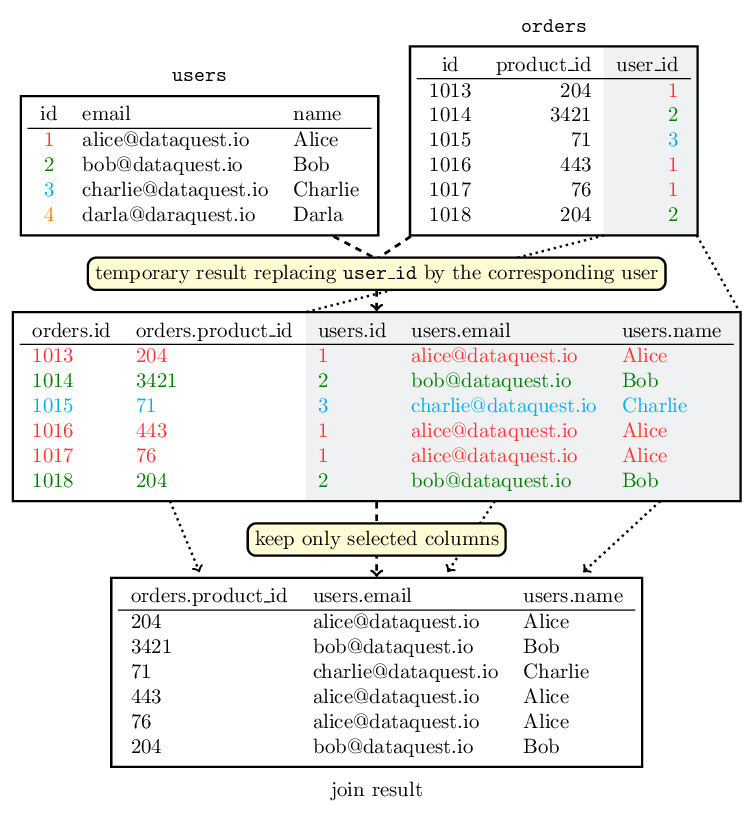 orders
users
id product_id user_id
1013 204 1
1014 3421 2
1015 71 3
1016 443 1
1017 76 1
1018 204 2
id email name
1 alice@dataquest.io Alice
2 bob@dataquest.io Bob
3 charlie@dataquest.io Charlie
4 darla@daraquest.io Darla
temporary result replacing user_id by the corresponding user
orders.id orders.product_id users.id users.email users.name
1013 204 1 alice@dataquest.io Alice
1014 3421 2 bob@dataquest.io Bob
1015 71 3 charlie@dataquest.io Charlie
1016 443 1 alice@dataquest.io Alice
1017 76 1 alice@dataquest.io Alice
1018 204 2 bob@dataquest.io Bob
keep only selected columns
orders.product_id users.email users.name
204 alice@dataquest.io Alice
3421 bob@dataquest.io Bob
71 charlie@dataquest.io Charlie
443 alice@dataquest.io Alice
76 alice@dataquest.io Alice
204 bob@dataquest.io Bob
join result